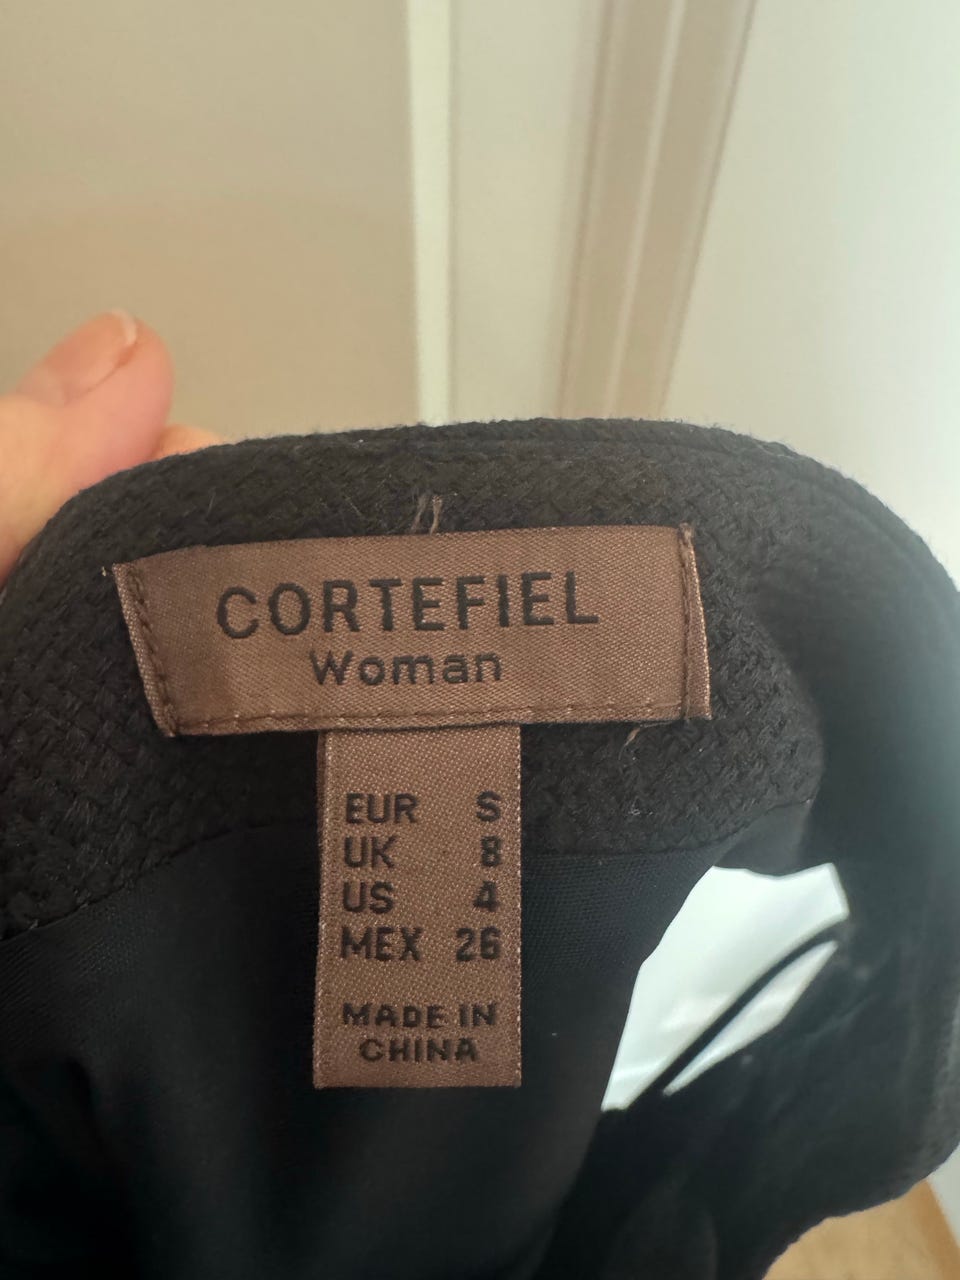 CORTEFIEL
Woman
EUR S
UK 8
US 4
MEX 26
MADE IN
CHINA